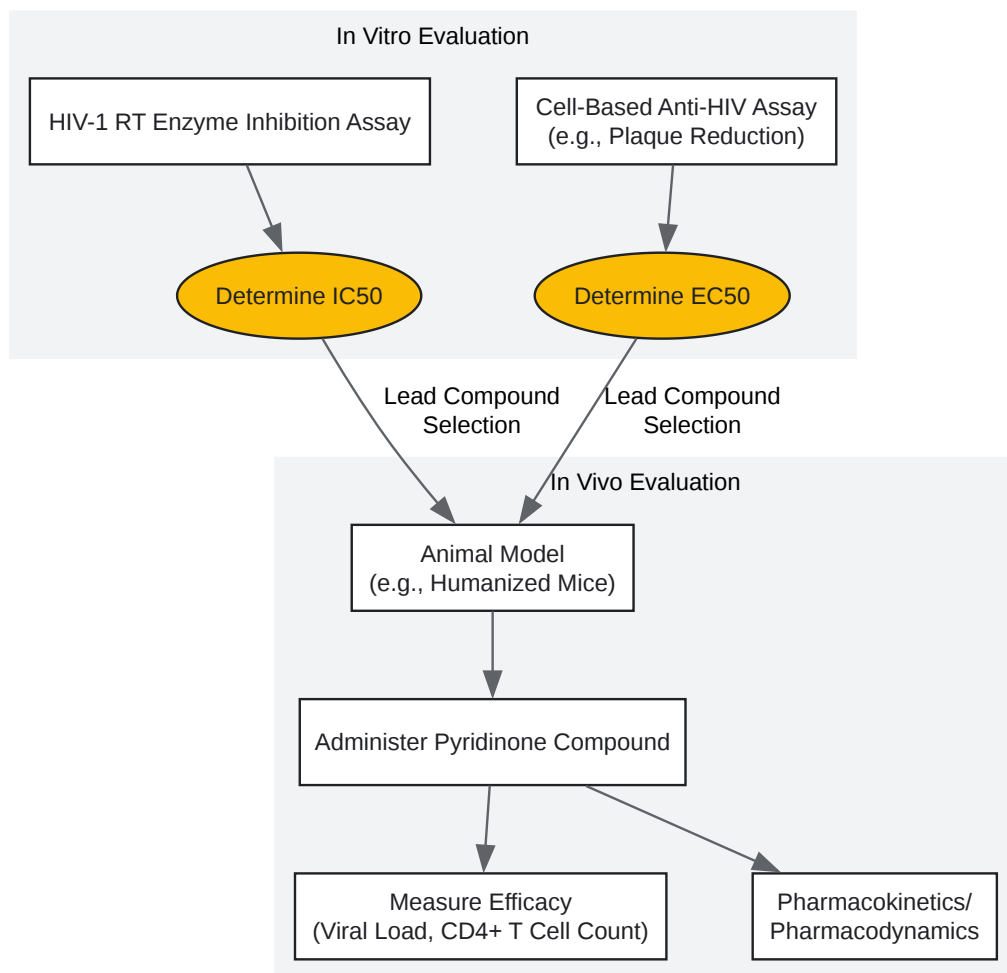 In Vitro Evaluation
HIV-1 RT Enzyme Inhibition Assay
Cell-Based Anti-HIV Assay
(e.g., Plaque Reduction)
Determine IC50
Determine EC50
Lead Compound
Selection
Lead Compound
Selection
In Vivo Evaluation
Animal Model
(e.g., Humanized Mice)
Administer Pyridinone Compound
Measure Efficacy
(Viral Load, CD4+ T Cell Count)
Pharmacokinetics/
Pharmacodynamics